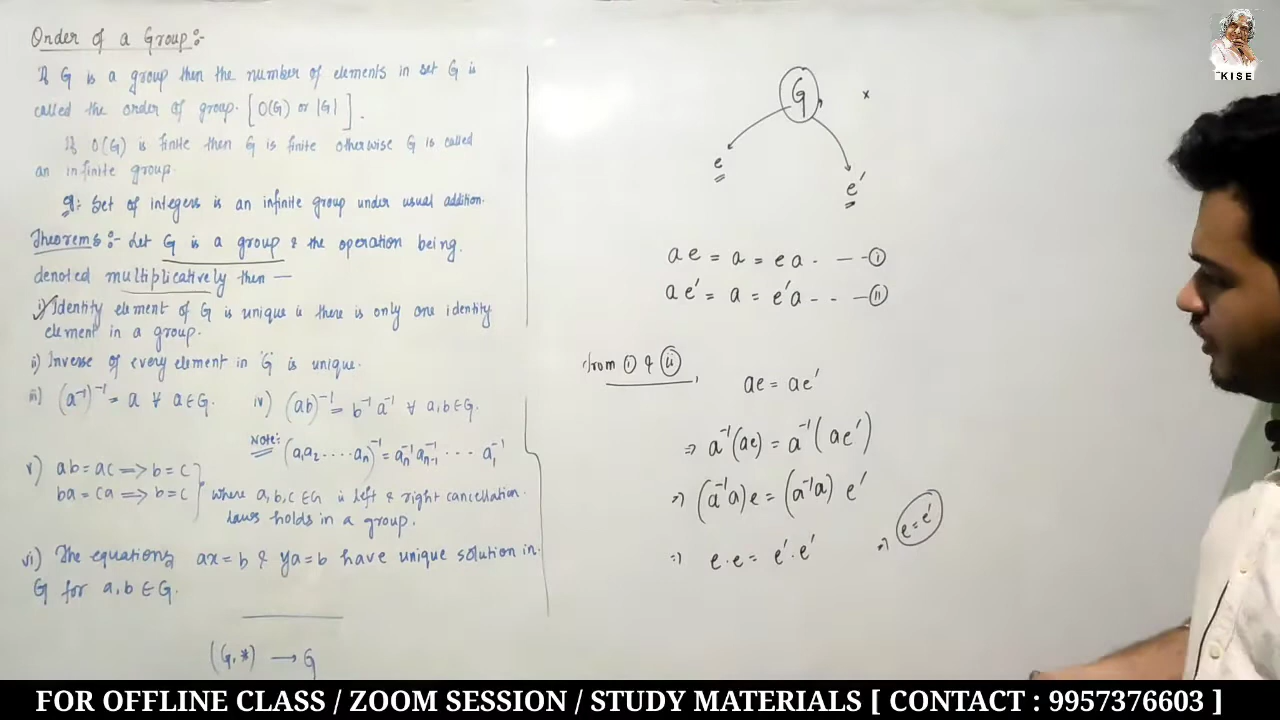 Order of a Group:-
If G is a group then the number of elements in set G is
called the order of group. [O(G) or |G|].
If O(G) is finite then G is finite otherwise G is called
an infinite group.
eg: Set of integers is an infinite group under usual addition.
Theorems:- Let G is a group & the operation being.
denoted multiplicatively then —
i) Identity element of G is unique is there is only one identity
element in a group.
ii) Inverse of every element in G is unique.
iii) (a⁻¹)⁻¹ = a ∀ a∈G. iv) (ab)⁻¹ = b⁻¹a⁻¹ ∀ a,b∈G.
Note: (a₁a₂.....aₙ)⁻¹ = aₙ⁻¹ aₙ₋₁⁻¹ ... a₁⁻¹
v) ab = ac => b = c
ba = ca => b = c } where a,b,c ∈ G is left & right cancellation
laws holds in a group.
vi) The equations ax = b & ya = b have unique solution in
G for a,b ∈ G.
(G,*) → G
G, *
e e'
ae = a = ea. - - (i)
ae' = a = e'a - - - (ii)
from (i) & (ii),
ae = ae'
=> a⁻¹(ae) = a⁻¹(ae')
=> (a⁻¹a)e = (a⁻¹a) e'
=> e.e = e'.e' => e = e'
KISE
FOR OFFLINE CLASS / ZOOM SESSION / STUDY MATERIALS [ CONTACT : 9957376603 ]